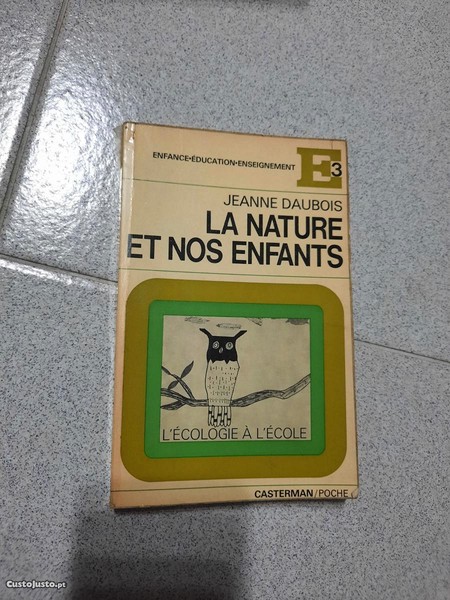 ENFANCE•ÉDUCATION•ENSEIGNEMENT
E3
JEANNE DAUBOIS
LA NATURE
ET NOS ENFANTS
L'ÉCOLOGIE À L'ÉCOLE
CASTERMAN/POCHE
CustoJusto.pt